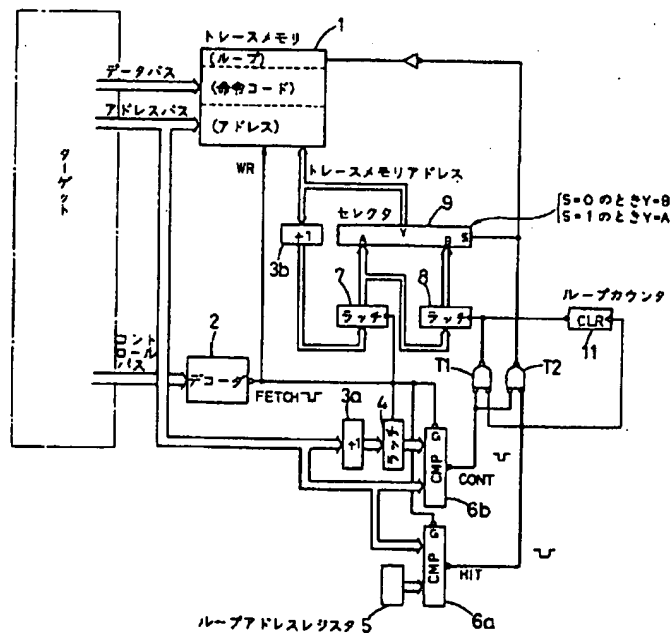 トレースメモリ
1
(ループ)
データバス
(命令コード)
アドレスバス
(アドレス)
ターゲット
WR
トレースメモリアドレス
セレクタ
9
S=0のときY=B
S=1のときY=A
Y
A
B
S
+1
3b
7
8
ラッチ
ラッチ
ループカウンタ
CLR
11
コントロールバス
2
デコーダ
FETCH
T1
T2
3a
4
+1
ラッチ
G
CMP
CONT
6b
G
CMP
HIT
ループアドレスレジスタ
5
6a